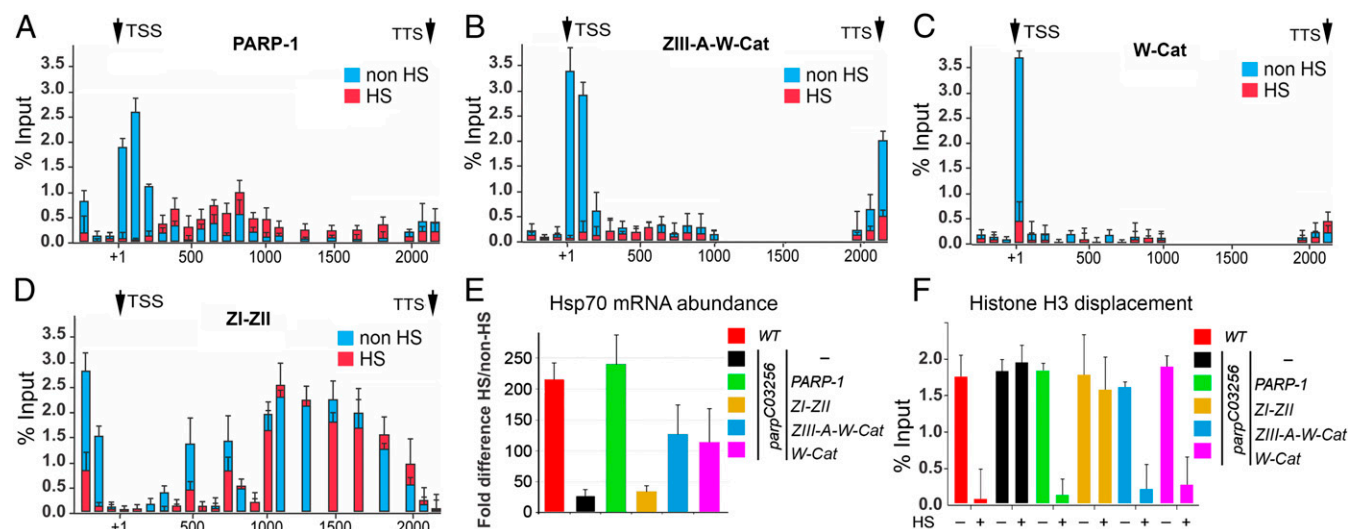 A
TSS
PARP-1
TTS
non HS
HS
% Input
3.5
3.0
2.5
2.0
1.5
1.0
0.5
0.0
+1
500
1000
1500
2000
B
TSS
ZIII-A-W-Cat
TTS
non HS
HS
% Input
3.5
3.0
2.5
2.0
1.5
1.0
0.5
0.0
+1
500
1000
1500
2000
C
TSS
W-Cat
TTS
non HS
HS
% Input
3.5
3.0
2.5
2.0
1.5
1.0
0.5
0.0
+1
500
1000
1500
2000
D
TSS
ZI-ZII
TTS
non HS
HS
% Input
3.5
3.0
2.5
2.0
1.5
1.0
0.5
0.0
+1
500
1000
1500
2000
E
Hsp70 mRNA abundance
Fold difference HS/non-HS
250
200
150
100
50
0
WT
–
PARP-1
ZI-ZII
ZIII-A-W-Cat
W-Cat
parpC03256
F
Histone H3 displacement
% Input
2.0
1.5
1.0
0.5
0.0
HS – + – + – + – + – + – +
WT
–
PARP-1
ZI-ZII
ZIII-A-W-Cat
W-Cat
parpC03256